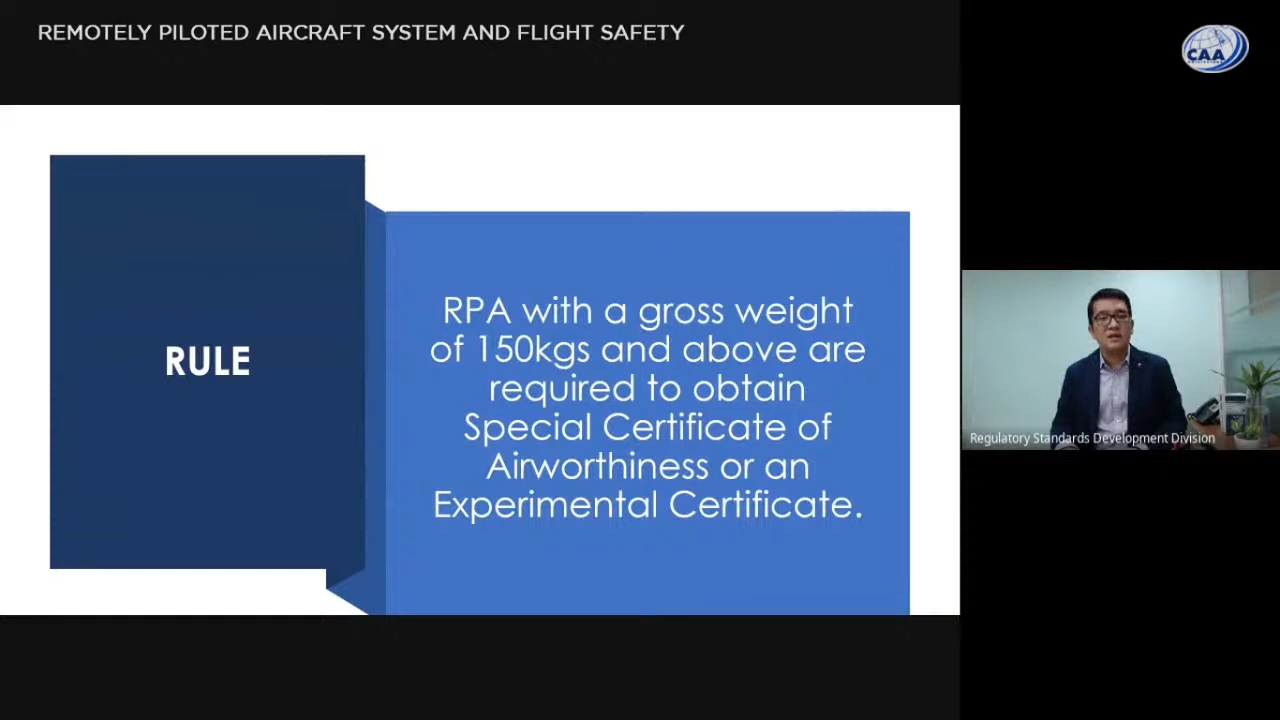 REMOTELY PILOTED AIRCRAFT SYSTEM AND FLIGHT SAFETY
CAA
RULE
RPA with a gross weight
of 150kgs and above are
required to obtain
Special Certificate of
Airworthiness or an
Experimental Certificate.
Regulatory Standards Development Division